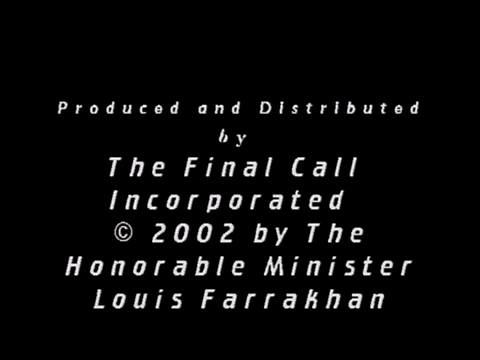 Produced and Distributed
by
The Final Call
Incorporated
© 2002 by The
Honorable Minister
Louis Farrakhan